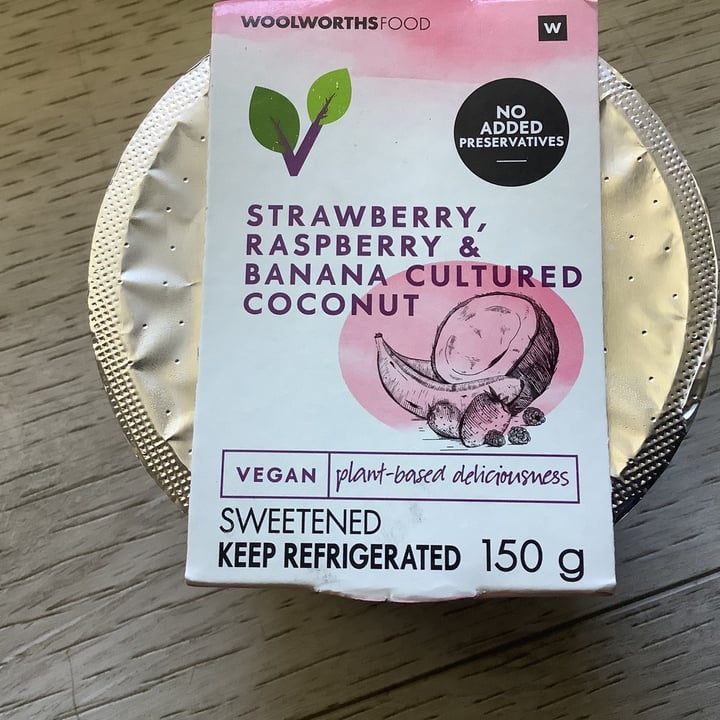 WOOLWORTHSFOOD
W
NO
ADDED
PRESERVATIVES
STRAWBERRY,
RASPBERRY &
BANANA CULTURED
COCONUT
VEGAN plant-based deliciousness
SWEETENED
KEEP REFRIGERATED 150 g